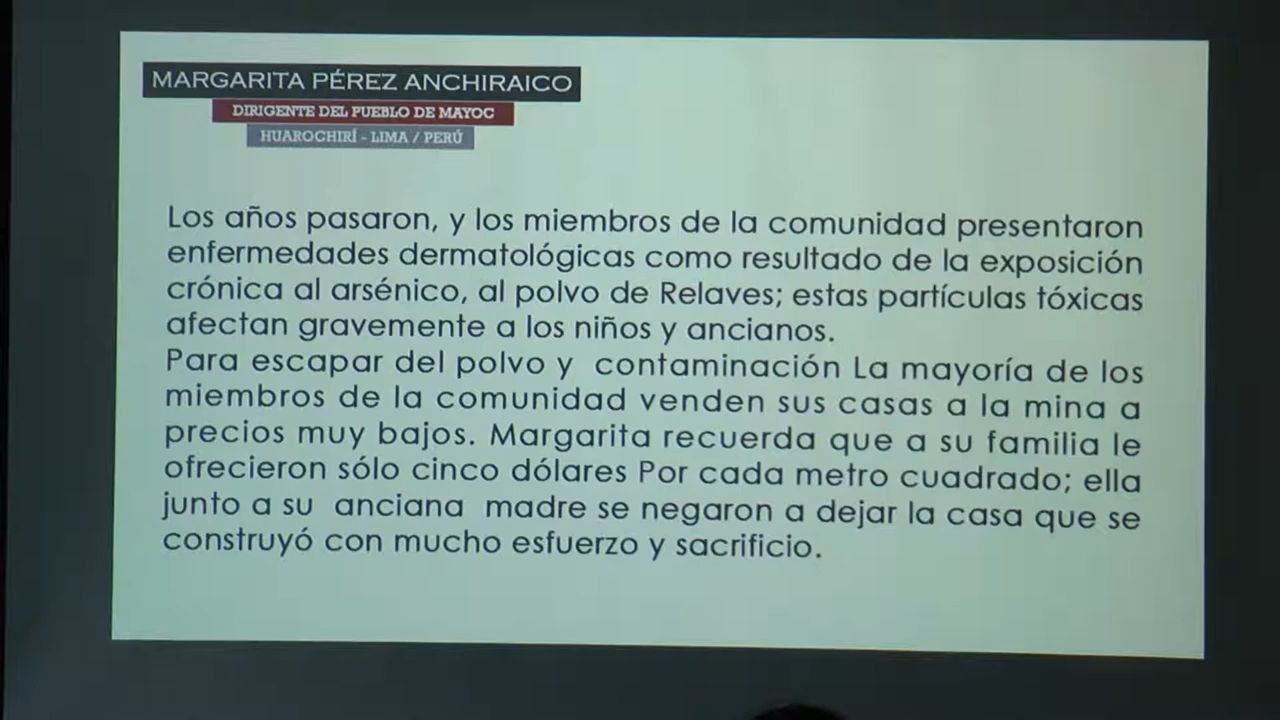 MARGARITA PÉREZ ANCHIRAICO
DIRIGENTE DEL PUEBLO DE MAYOC
HUAROCHIRÍ - LIMA / PERÚ
Los años pasaron, y los miembros de la comunidad presentaron
enfermedades dermatológicas como resultado de la exposición
crónica al arsénico, al polvo de Relaves; estas partículas tóxicas
afectan gravemente a los niños y ancianos.
Para escapar del polvo y contaminación La mayoría de los
miembros de la comunidad venden sus casas a la mina a
precios muy bajos. Margarita recuerda que a su familia le
ofrecieron sólo cinco dólares Por cada metro cuadrado; ella
junto a su anciana madre se negaron a dejar la casa que se
construyó con mucho esfuerzo y sacrificio.